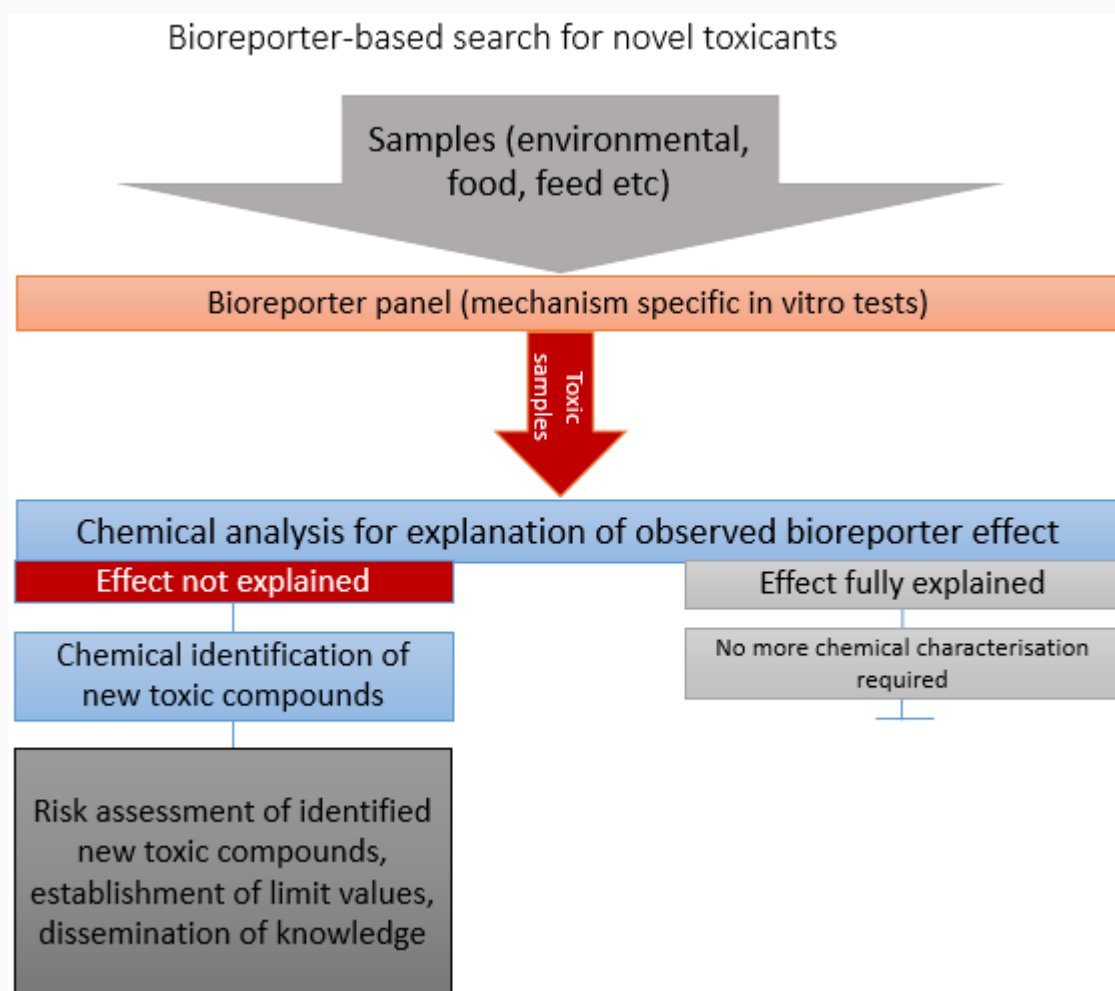 Bioreporter-based search for novel toxicants
Samples (environmental,
food, feed etc)
Bioreporter panel (mechanism specific in vitro tests)
Toxic
samples
Chemical analysis for explanation of observed bioreporter effect
Effect not explained
Effect fully explained
Chemical identification of
new toxic compounds
No more chemical characterisation
required
Risk assessment of identified
new toxic compounds,
establishment of limit values,
dissemination of knowledge